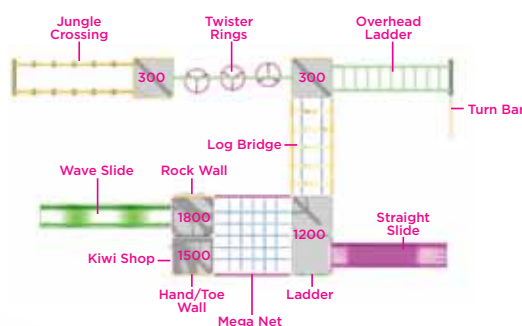 Jungle
Crossing
Twister
Rings
Overhead
Ladder
300
300
Turn Bar
Log Bridge
Rock Wall
Wave Slide
1800
1200
Straight
Slide
1500
Kiwi Shop
Hand/Toe
Wall
Ladder
Mega Net